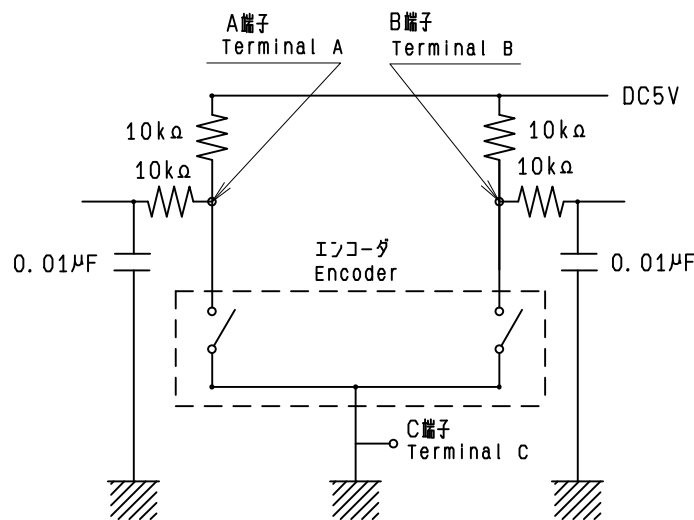 A端子
Terminal A
B端子
Terminal B
DC5V
10kΩ
10kΩ
10kΩ
10kΩ
0.01μF
エンコーダ
Encoder
0.01μF
C端子
Terminal C